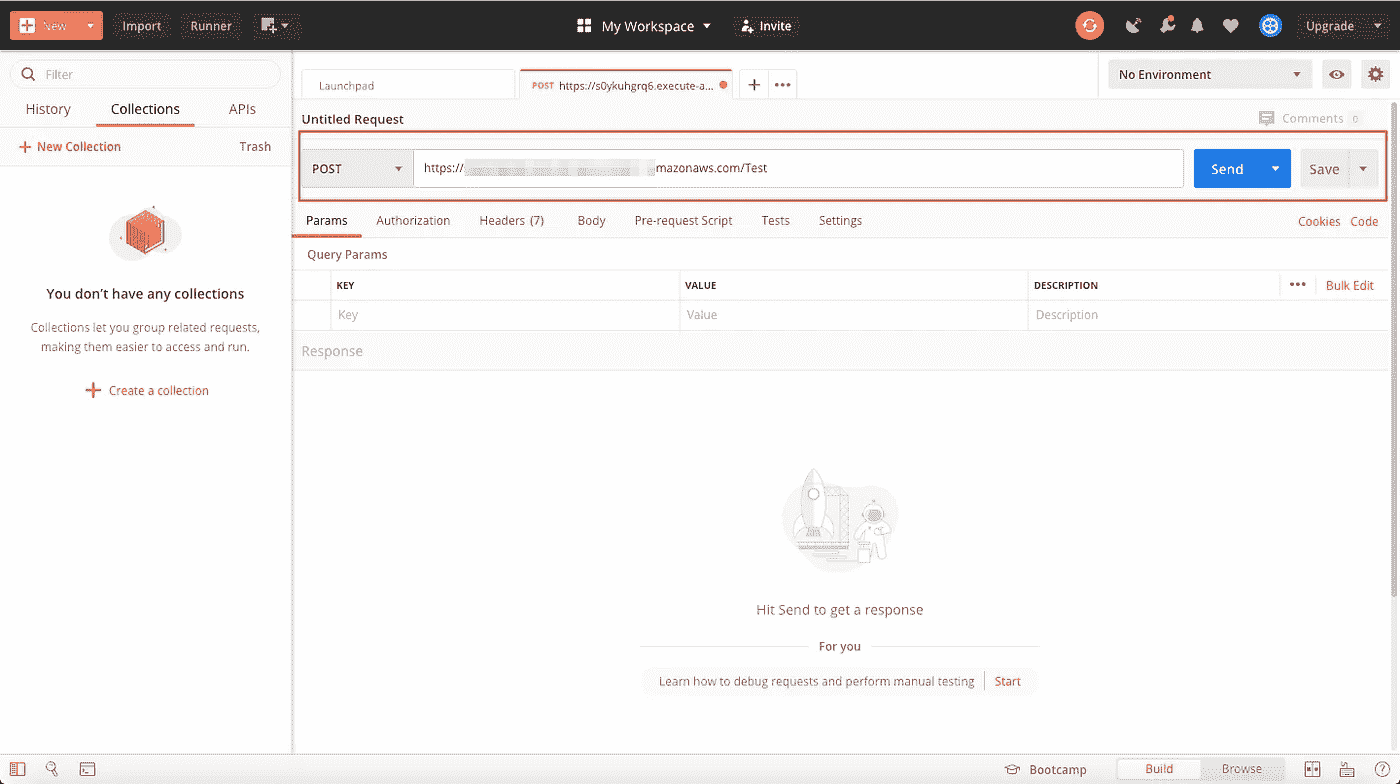 New Import Runner My Workspace Invite Upgrade
Filter
History Collections APIs
New Collection Trash
You don't have any collections
Collections let you group related requests,
making them easier to access and run.
Create a collection
Launchpad POST https://s0ykuhgrq6.execute-a... No Environment
Untitled Request Comments 0
POST https:// mazonaws.com/Test Send Save
Params Authorization Headers (7) Body Pre-request Script Tests Settings Cookies Code
Query Params
KEY VALUE DESCRIPTION Bulk Edit
Key Value Description
Response
Hit Send to get a response
For you
Learn how to debug requests and perform manual testing Start
Bootcamp Build Browse